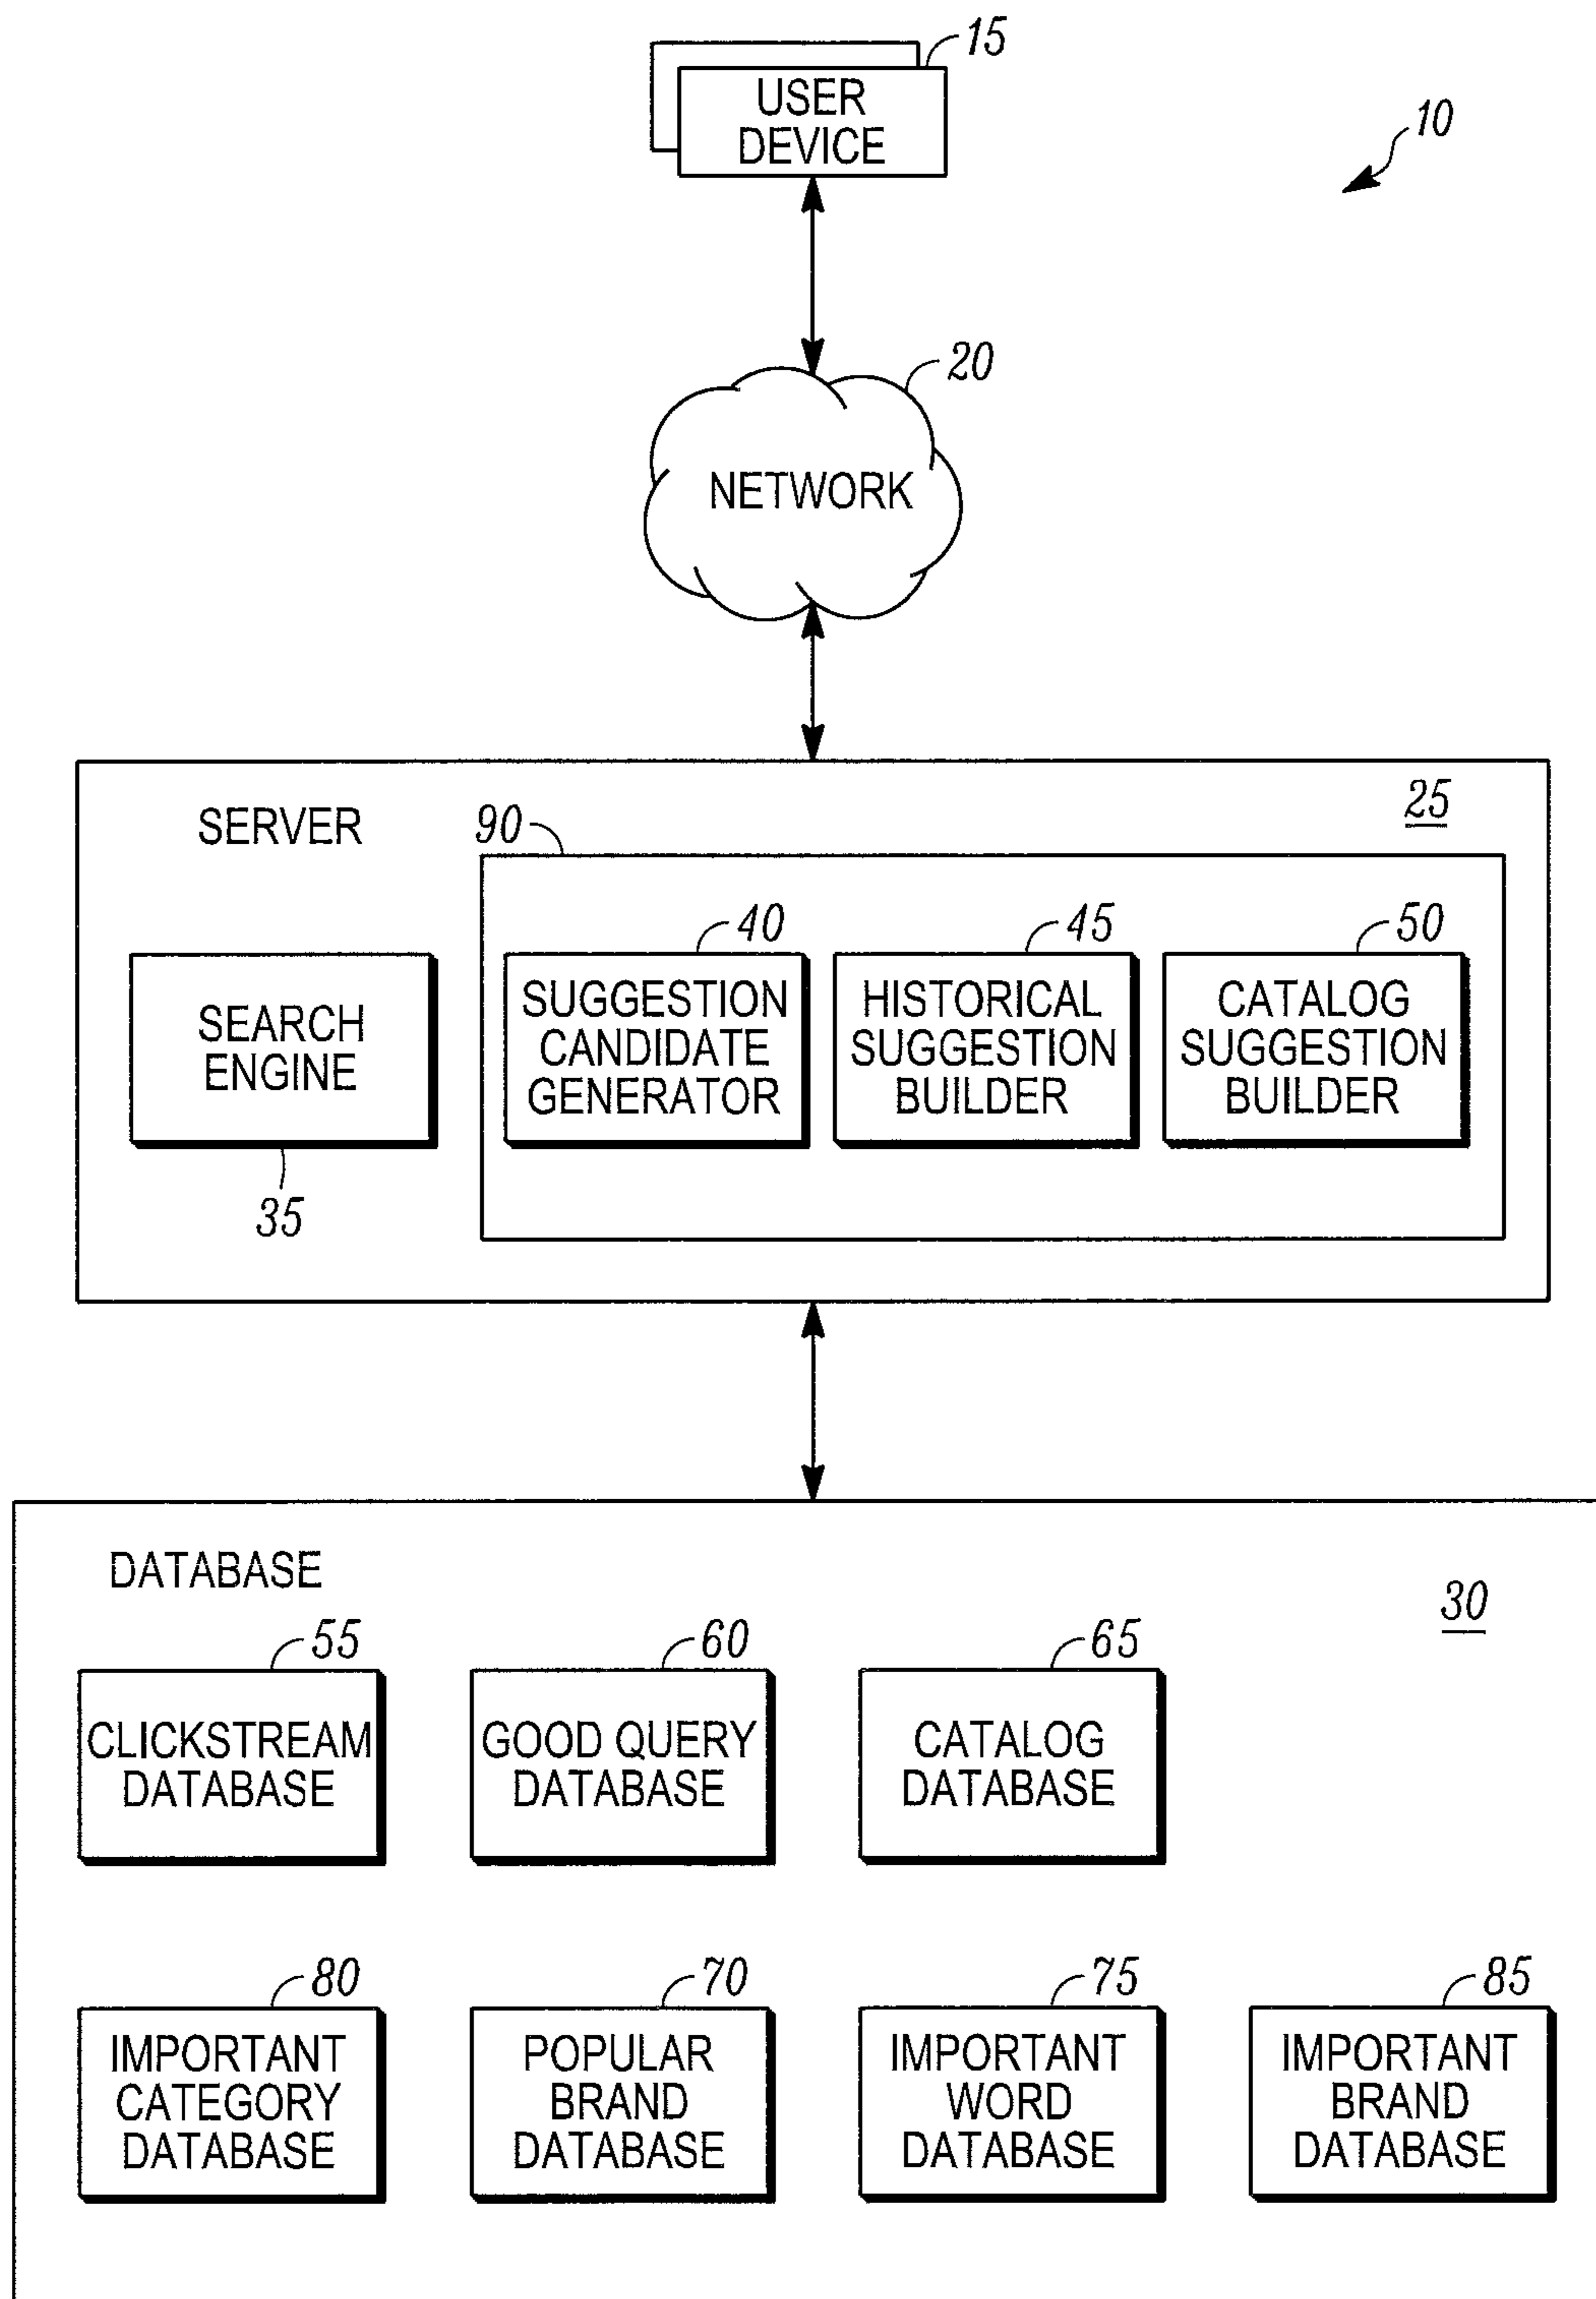 15
USER
DEVICE
10
20
NETWORK
25
SERVER
90
40
45
50
SEARCH
ENGINE
SUGGESTION
CANDIDATE
GENERATOR
HISTORICAL
SUGGESTION
BUILDER
CATALOG
SUGGESTION
BUILDER
35
DATABASE
30
55
60
65
CLICKSTREAM
DATABASE
GOOD QUERY
DATABASE
CATALOG
DATABASE
80
70
75
85
IMPORTANT
CATEGORY
DATABASE
POPULAR
BRAND
DATABASE
IMPORTANT
WORD
DATABASE
IMPORTANT
BRAND
DATABASE